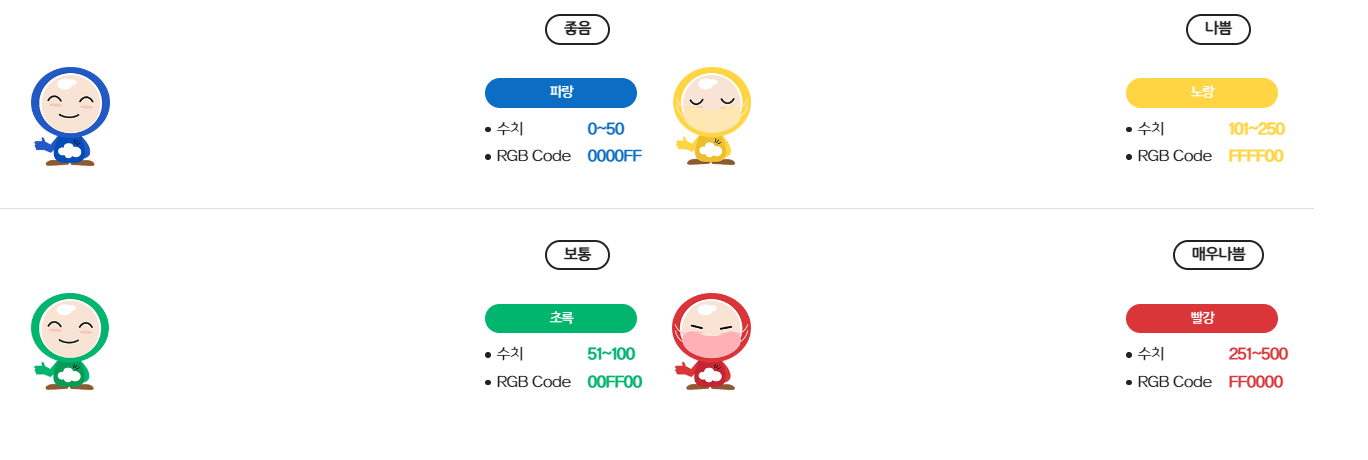 좋음
파랑
수치 0~50
RGB Code 0000FF
나쁨
노랑
수치 101~250
RGB Code FFFF00
보통
초록
수치 51~100
RGB Code 00FF00
매우나쁨
빨강
수치 251~500
RGB Code FF0000